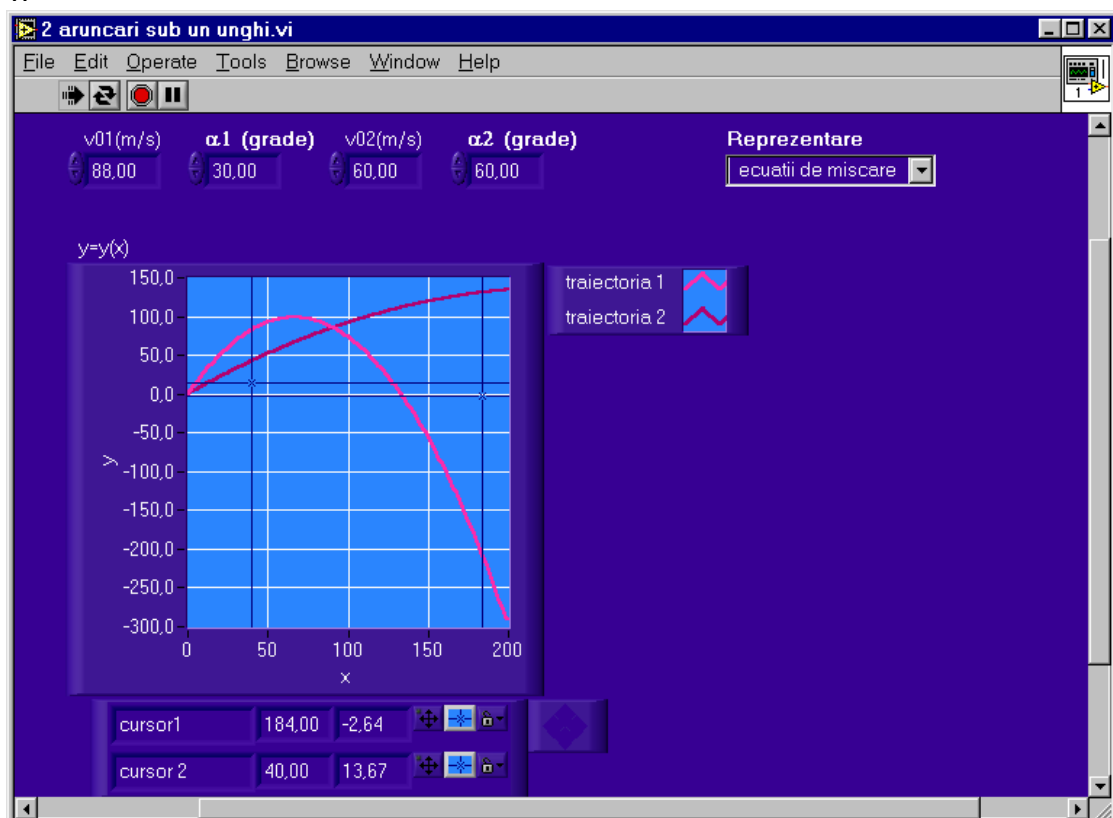 2 aruncari sub un unghi.vi
File Edit Operate Tools Browse Window Help
1
v01(m/s) α1 (grade) v02(m/s) α2 (grade) Reprezentare
88,00 30,00 60,00 60,00 ecuatii de miscare
y=y(x)
150,0
100,0
50,0
0,0
-50,0
-100,0
-150,0
-200,0
-250,0
-300,0
y
0 50 100 150 200
x
traiectoria 1
traiectoria 2
cursor1 184,00 -2,64
cursor 2 40,00 13,67